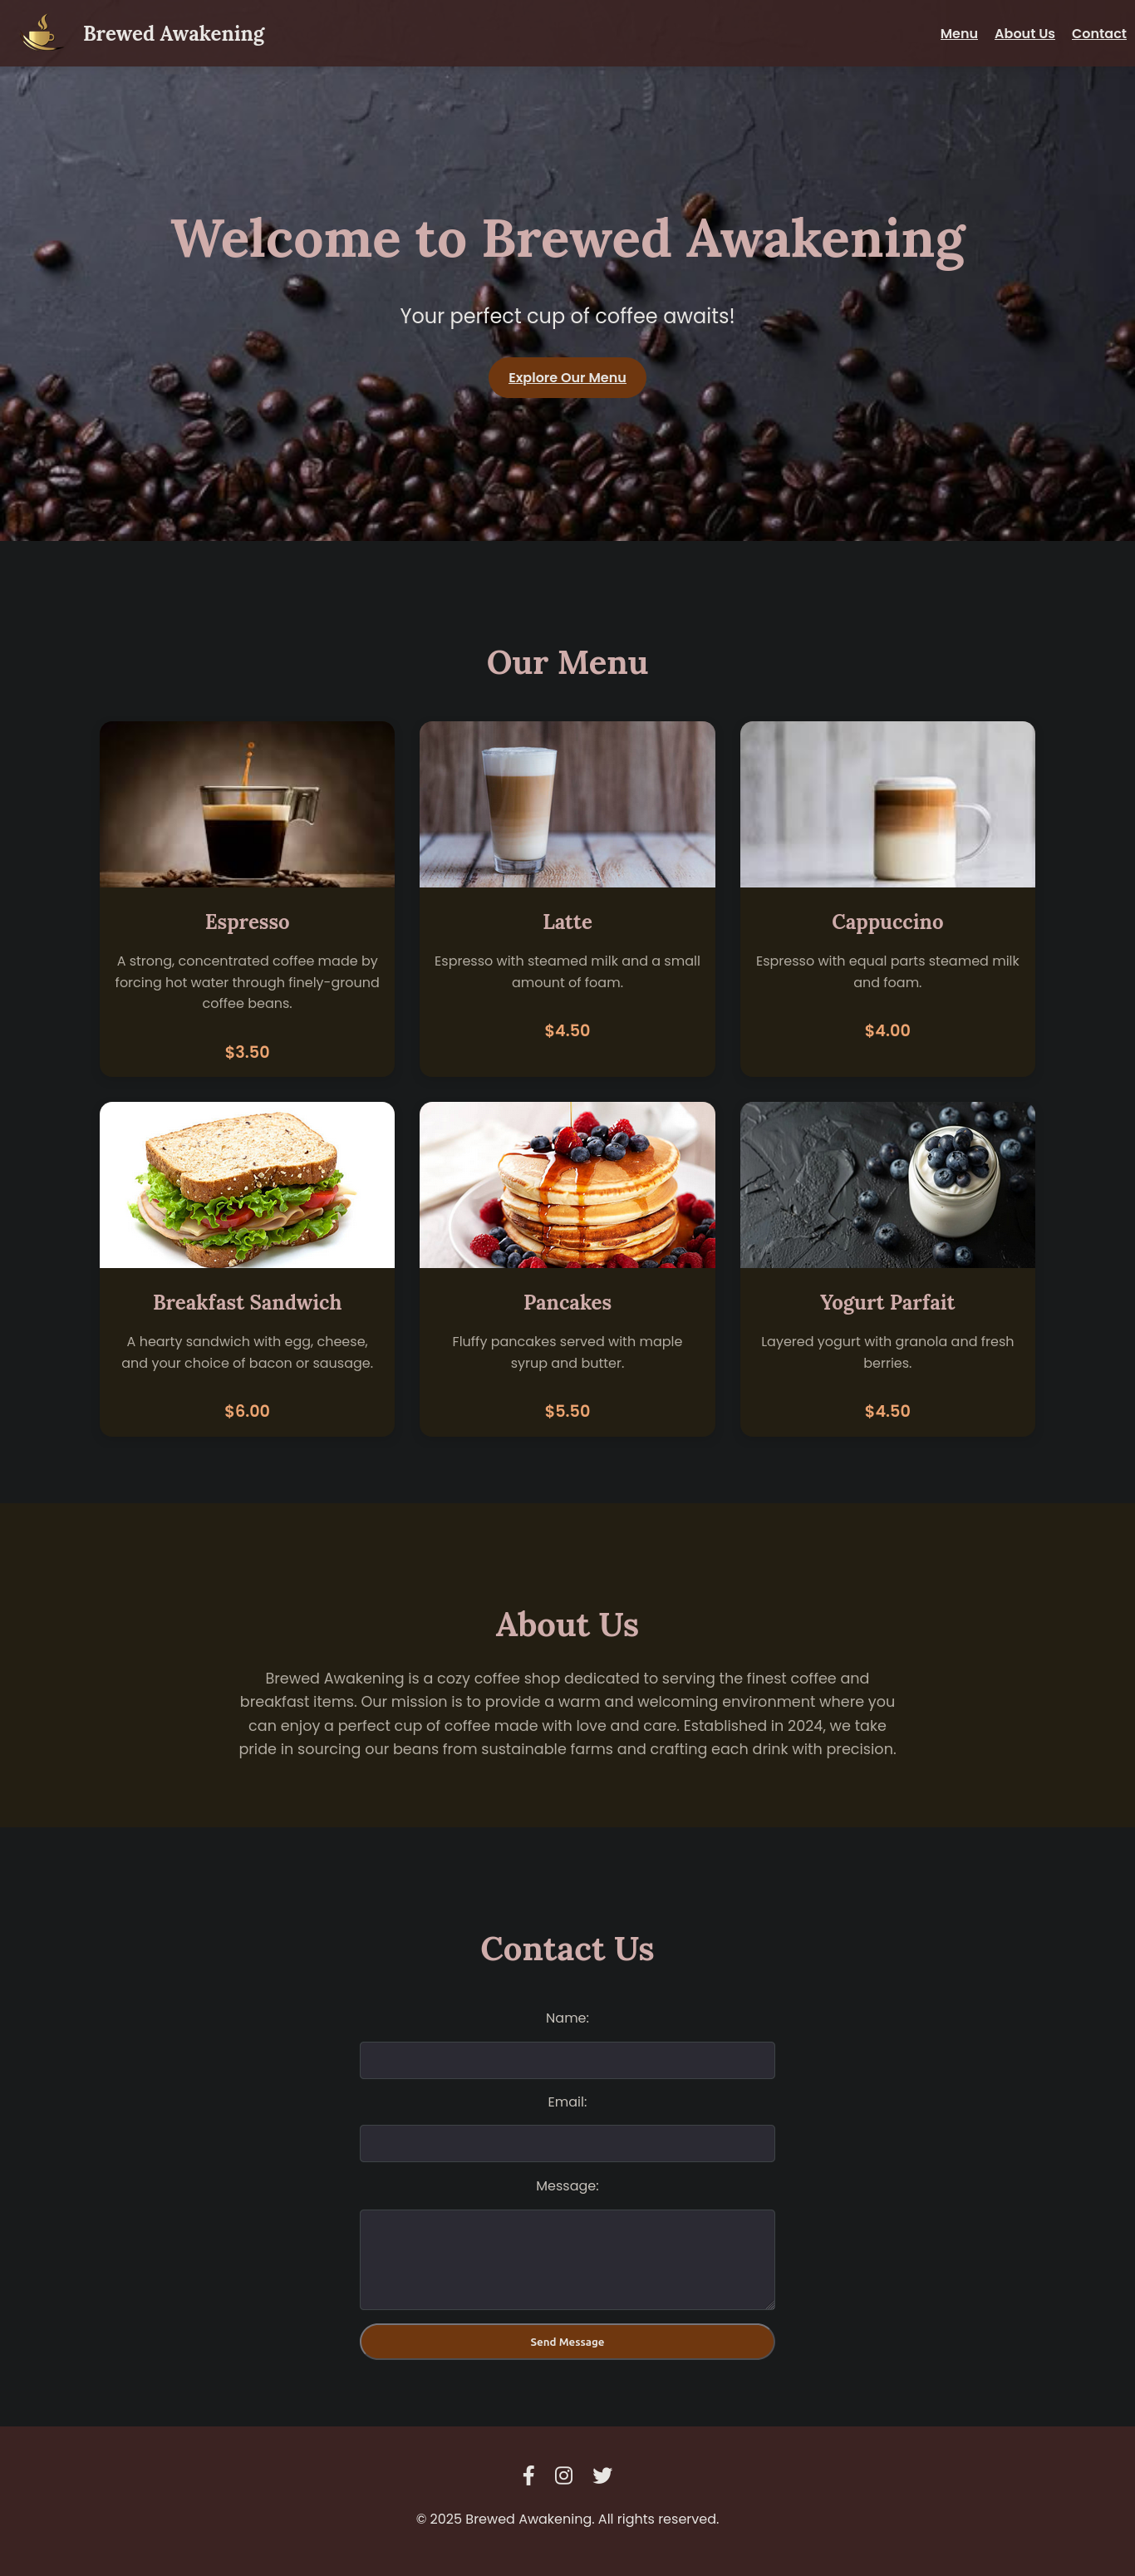 Brewed Awakening
Menu About Us Contact
Welcome to Brewed Awakening
Your perfect cup of coffee awaits!
Explore Our Menu
Our Menu
Espresso
A strong, concentrated coffee made by
forcing hot water through finely-ground
coffee beans.
$3.50
Latte
Espresso with steamed milk and a small
amount of foam.
$4.50
Cappuccino
Espresso with equal parts steamed milk
and foam.
$4.00
Breakfast Sandwich
A hearty sandwich with egg, cheese,
and your choice of bacon or sausage.
$6.00
Pancakes
Fluffy pancakes served with maple
syrup and butter.
$5.50
Yogurt Parfait
Layered yogurt with granola and fresh
berries.
$4.50
About Us
Brewed Awakening is a cozy coffee shop dedicated to serving the finest coffee and
breakfast items. Our mission is to provide a warm and welcoming environment where you
can enjoy a perfect cup of coffee made with love and care. Established in 2024, we take
pride in sourcing our beans from sustainable farms and crafting each drink with precision.
Contact Us
Name:
Email:
Message:
Send Message
© 2025 Brewed Awakening. All rights reserved.